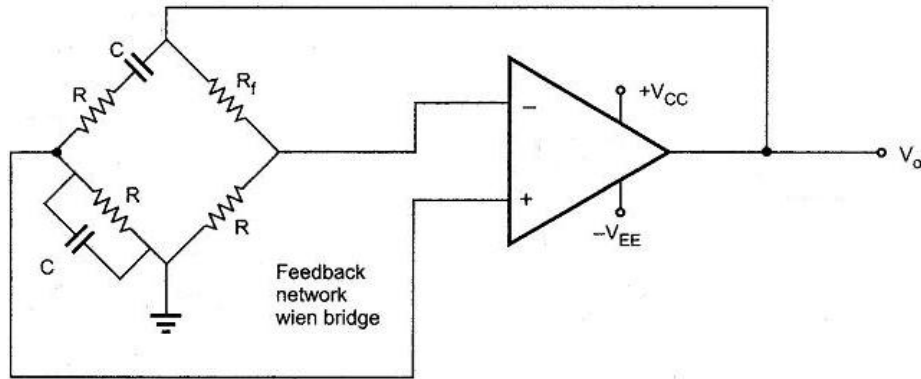 C
R_f
R
+V_CC
−
V_o
R
+
R
−V_EE
C
Feedback
network
wien bridge